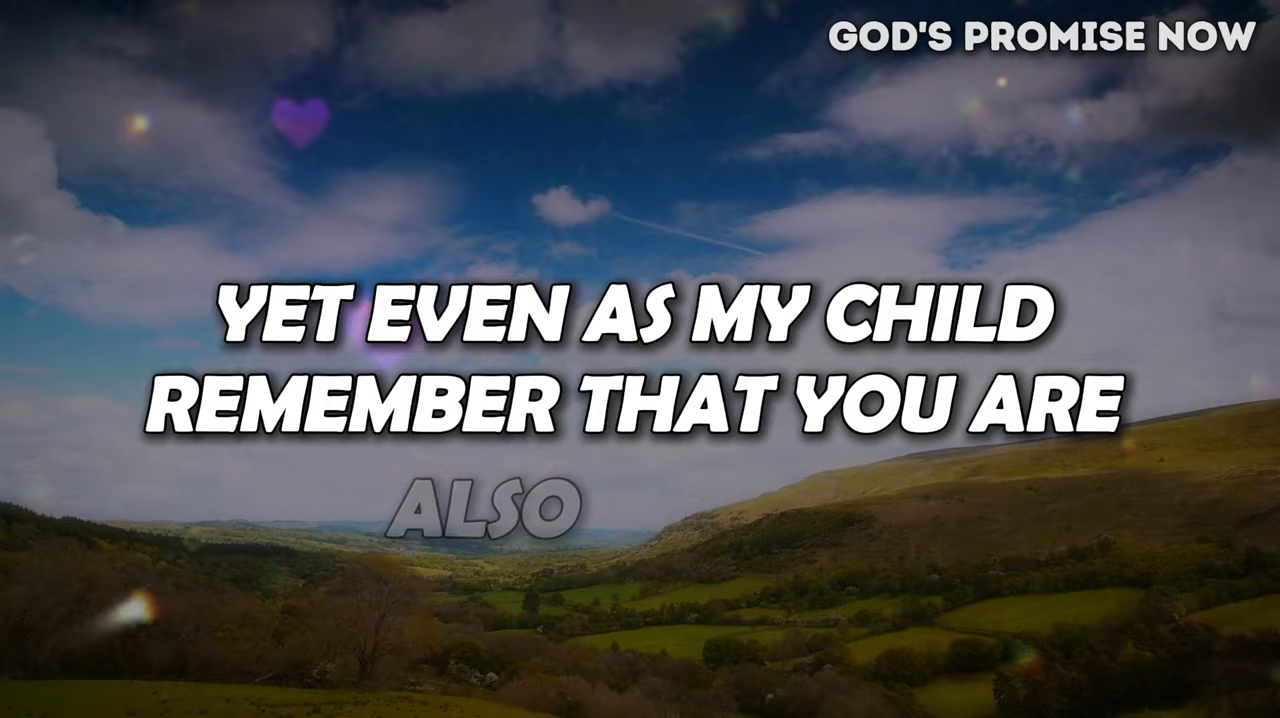 GOD'S PROMISE NOW
YET EVEN AS MY CHILD
REMEMBER THAT YOU ARE
ALSO